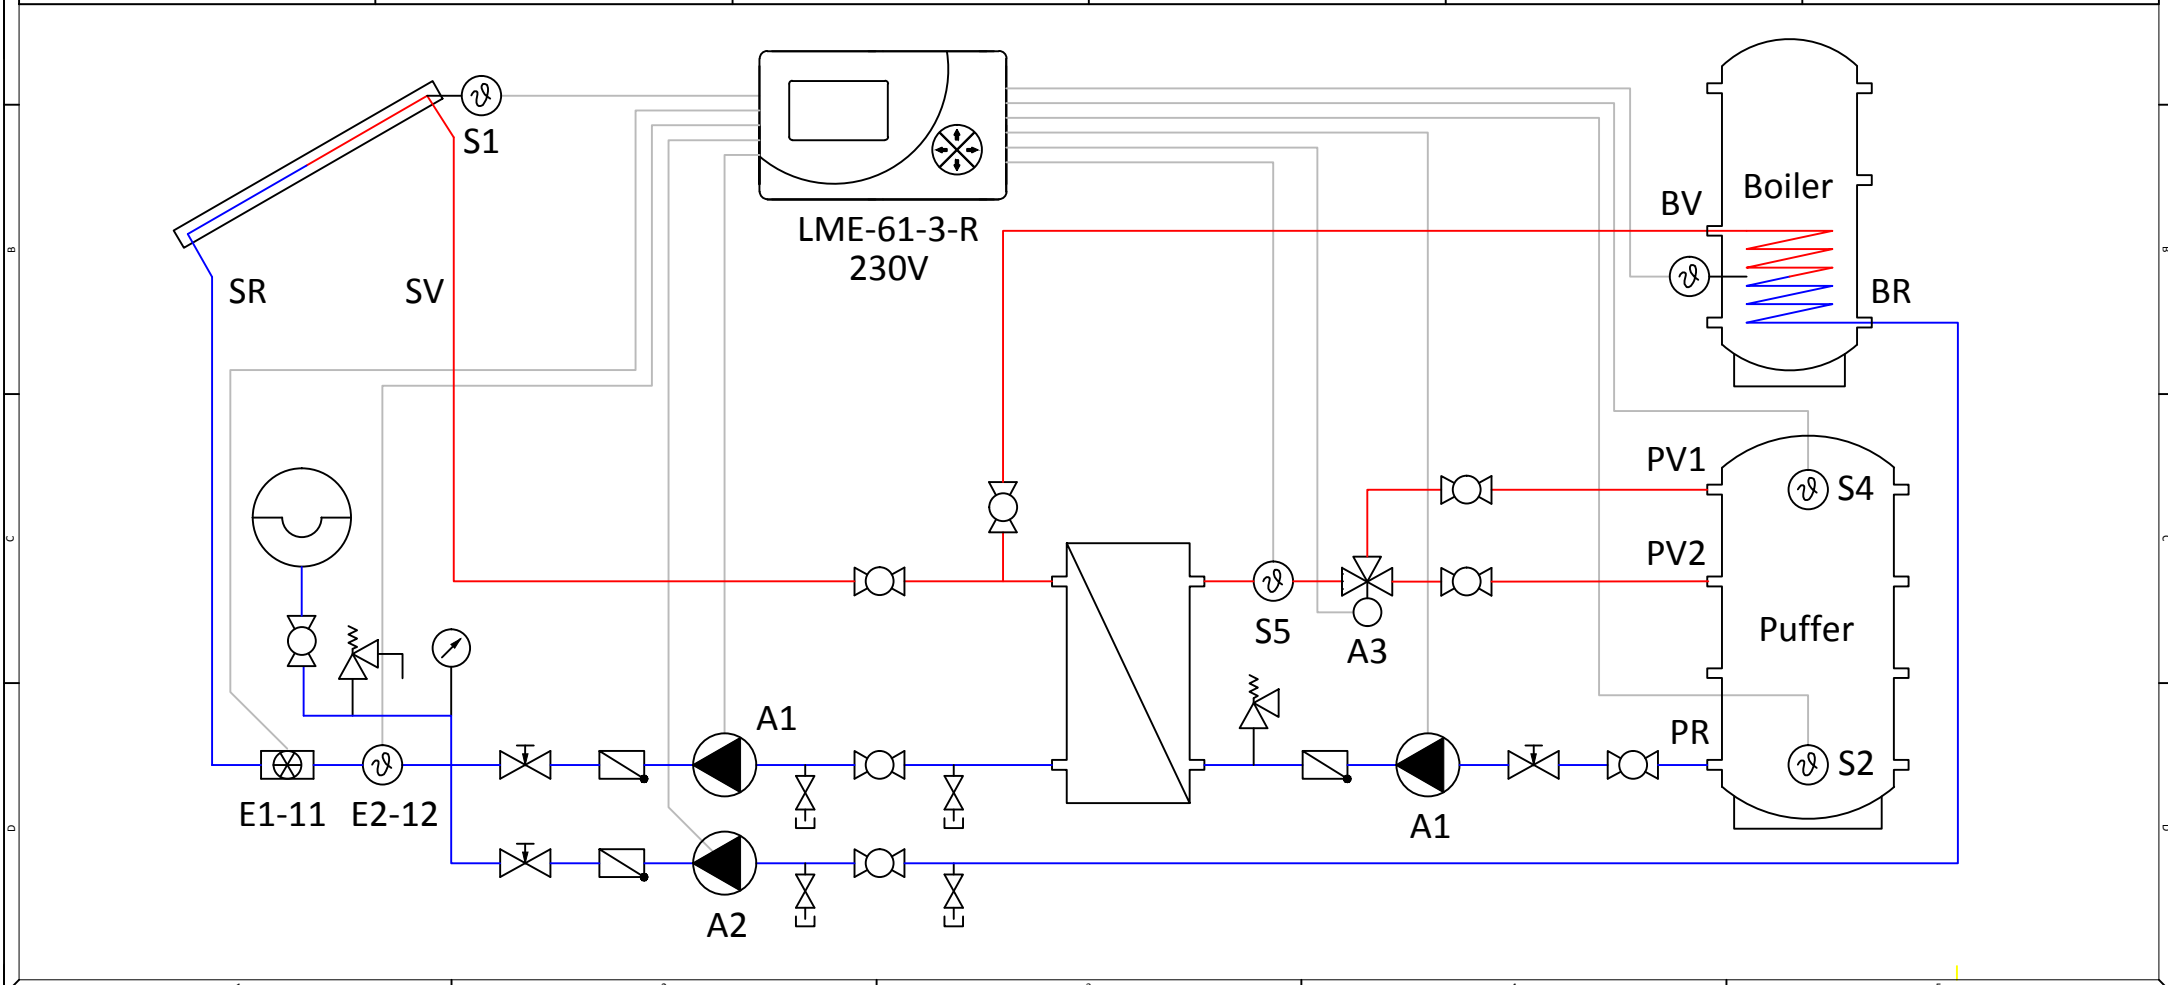 S1
LME-61-3-R
230V
Boiler
BV
BR
SR
SV
PV1
S4
PV2
Puffer
S5
A3
PR
S2
A1
A1
E1-11
E2-12
A2
B
C
D